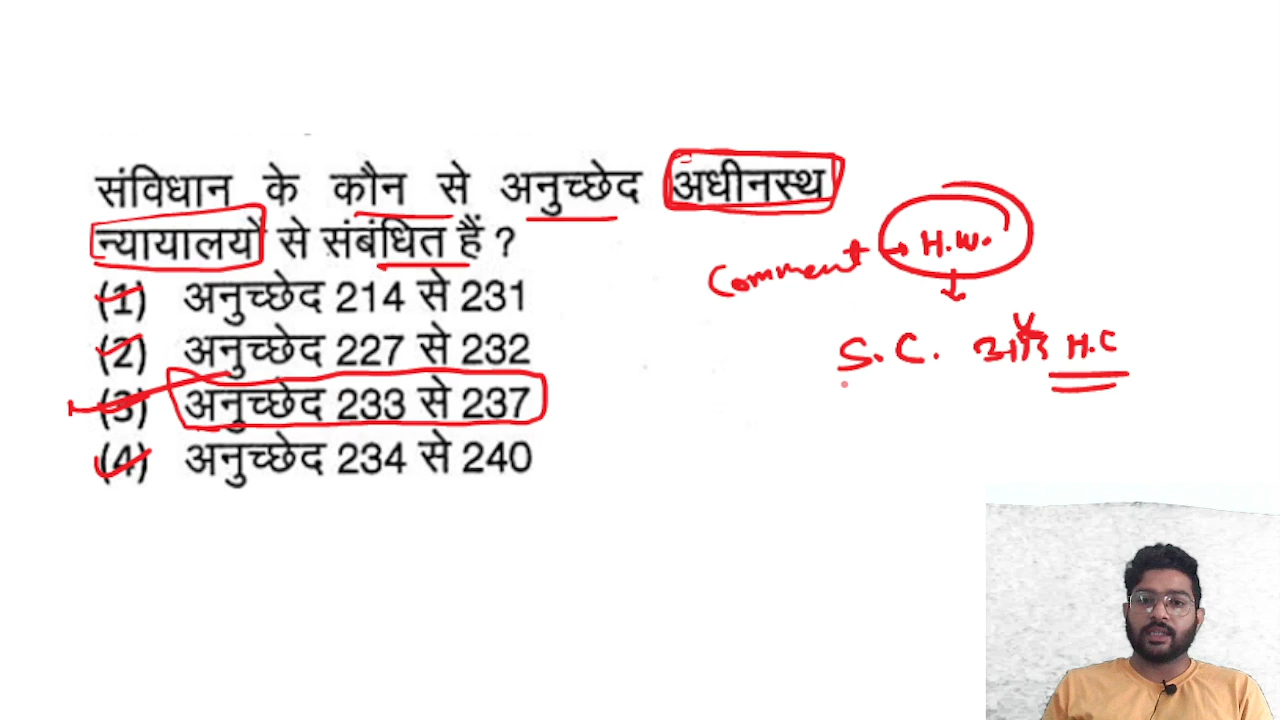 संविधान के कौन से अनुच्छेद अधीनस्थ
न्यायालयों से संबंधित हैं ?
(1) अनुच्छेद 214 से 231
(2) अनुच्छेद 227 से 232
(3) अनुच्छेद 233 से 237
(4) अनुच्छेद 234 से 240
Comment → H.W.
S.C. और H.C